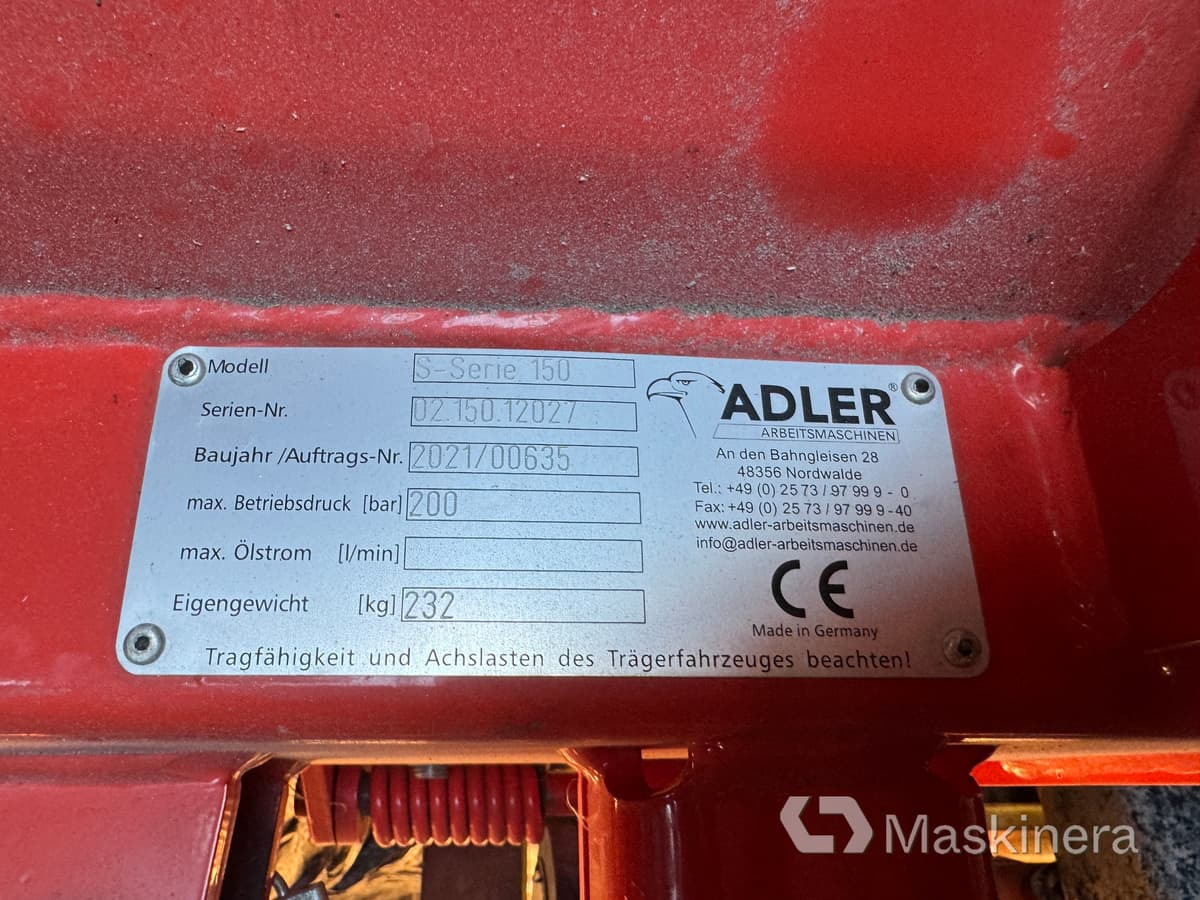 Modell S-Serie 150
Serien-Nr. 02.150.12027
Baujahr /Auftrags-Nr. 2021/00635
max. Betriebsdruck [bar] 200
max. Ölstrom [l/min]
Eigengewicht [kg] 232
ADLER®
ARBEITSMASCHINEN
An den Bahngleisen 28
48356 Nordwalde
Tel.: +49 (0) 25 73 / 97 99 9 - 0
Fax: +49 (0) 25 73 / 97 99 9 -40
www.adler-arbeitsmaschinen.de
info@adler-arbeitsmaschinen.de
CE
Made in Germany
Tragfähigkeit und Achslasten des Trägerfahrzeuges beachten!
Maskinera